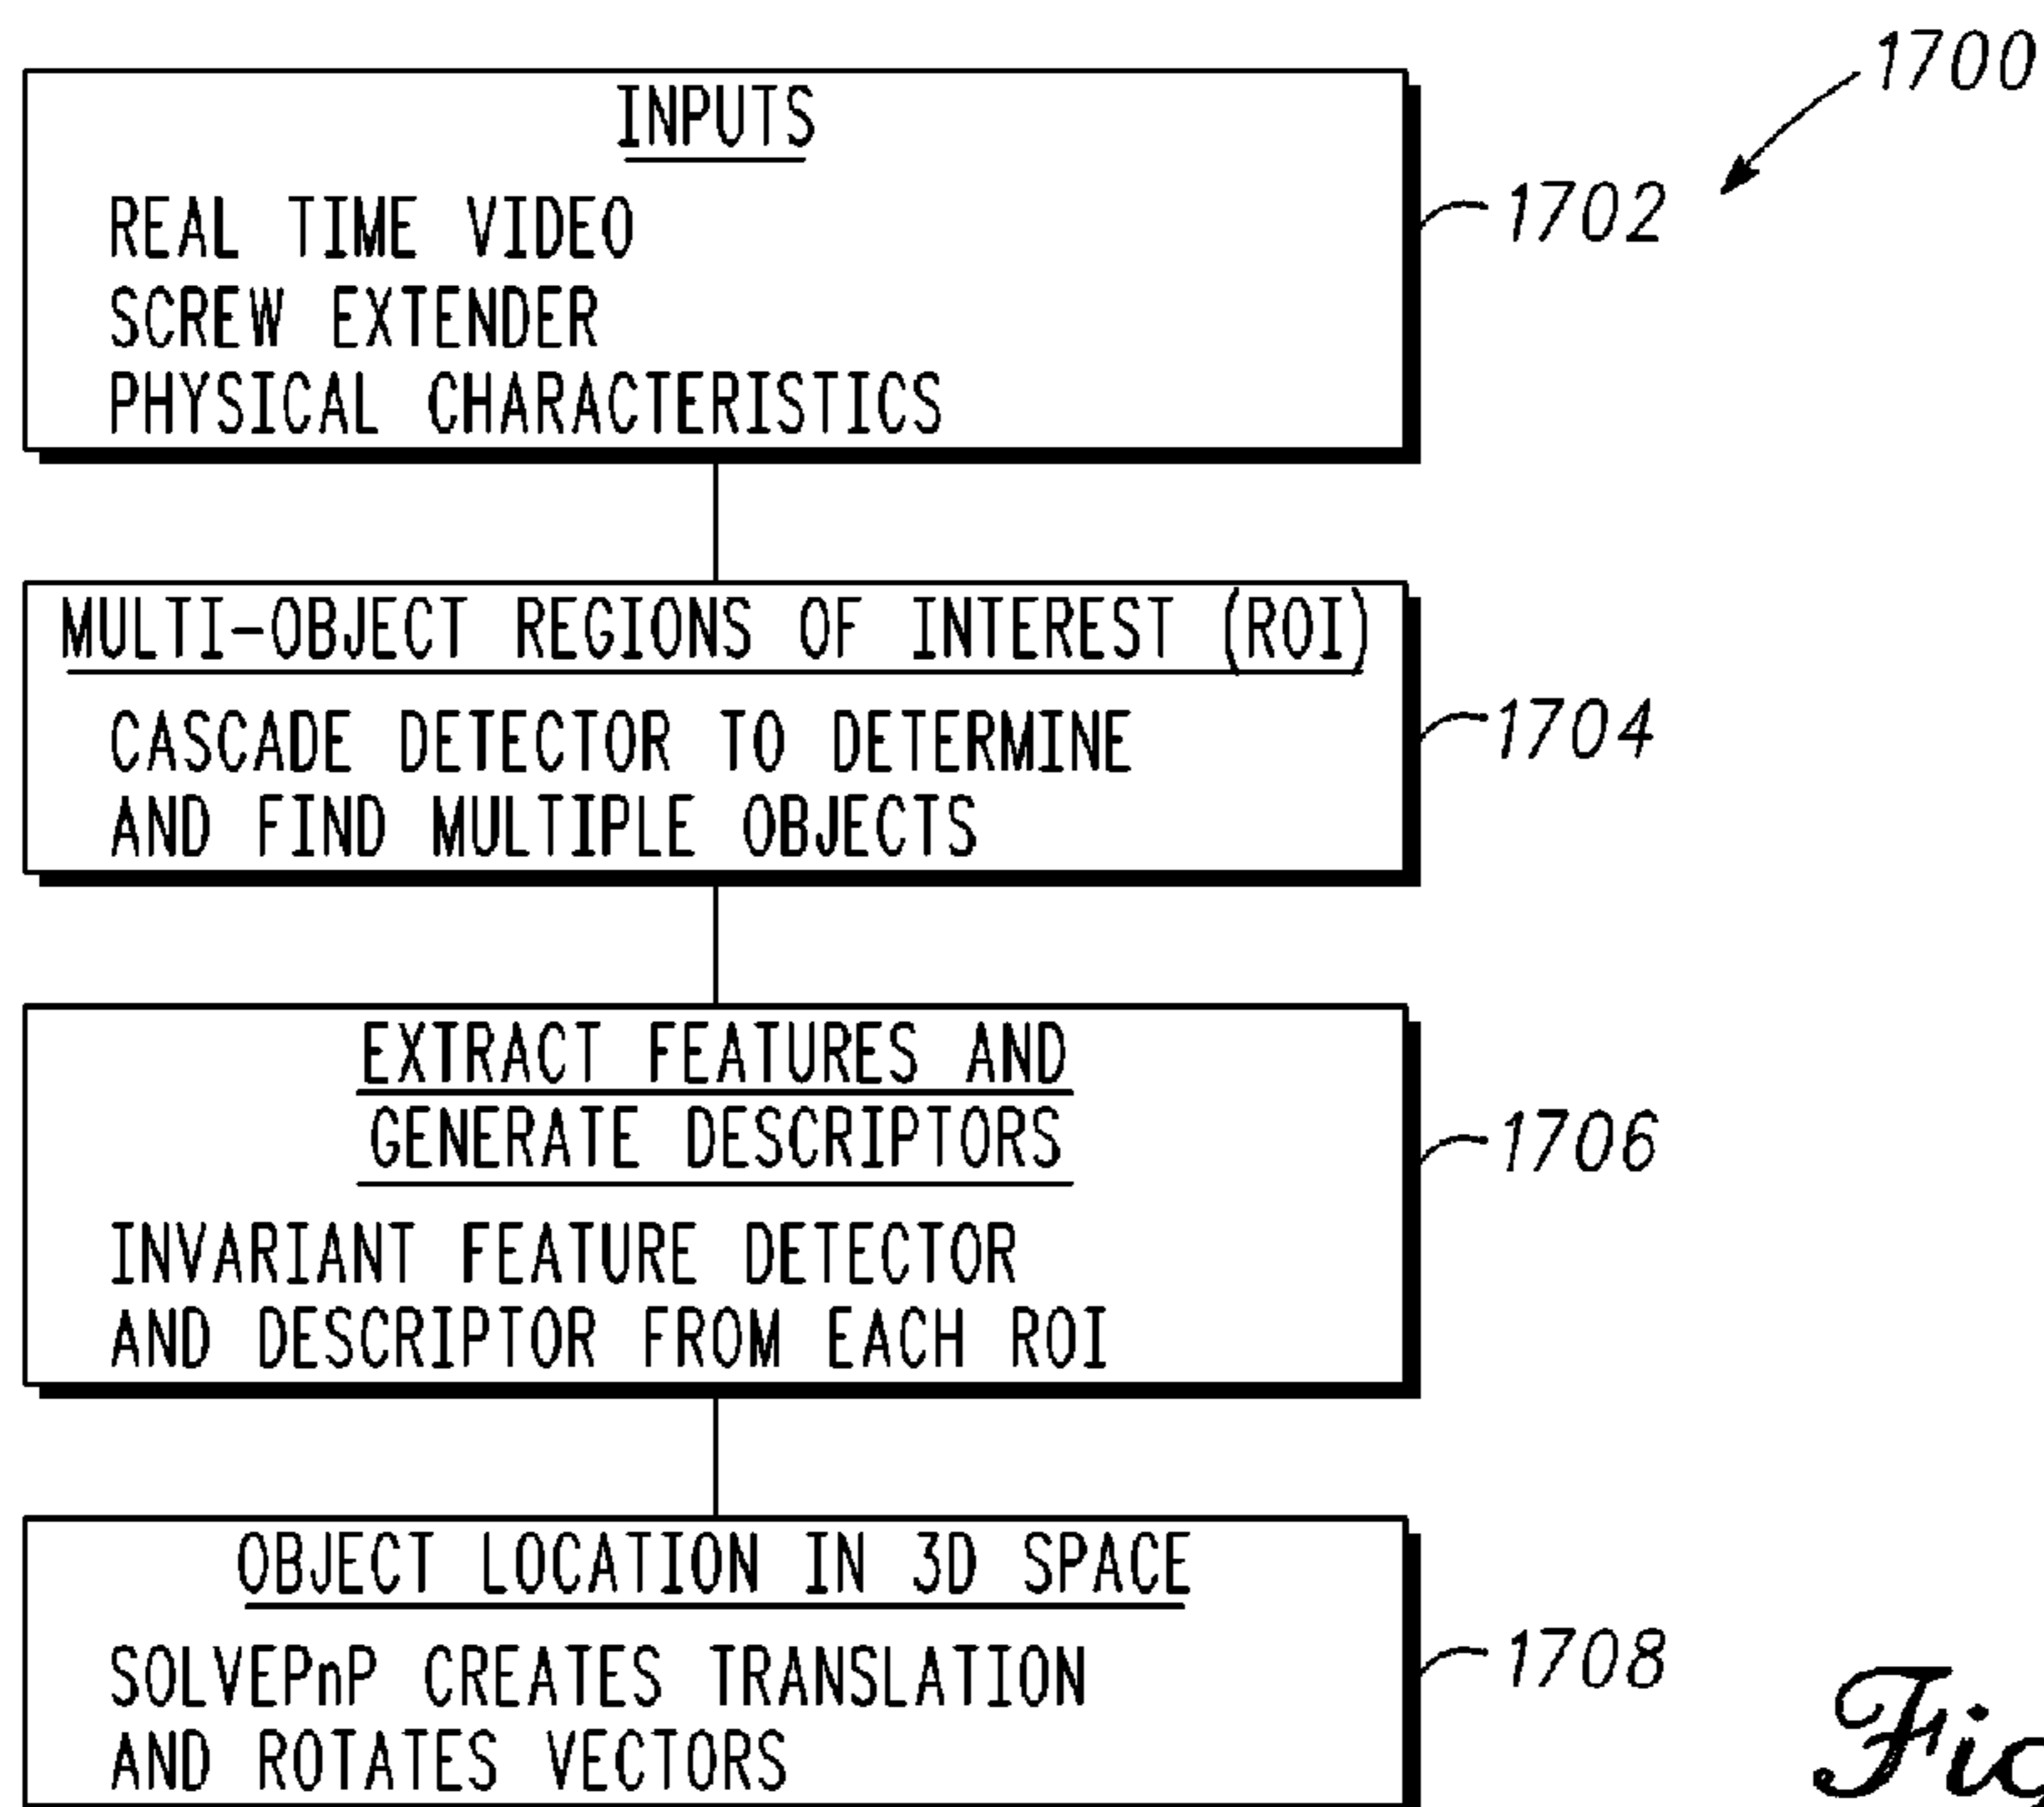 1700
INPUTS
REAL TIME VIDEO
SCREW EXTENDER
PHYSICAL CHARACTERISTICS
1702
MULTI-OBJECT REGIONS OF INTEREST (ROI)
CASCADE DETECTOR TO DETERMINE
AND FIND MULTIPLE OBJECTS
1704
EXTRACT FEATURES AND
GENERATE DESCRIPTORS
INVARIANT FEATURE DETECTOR
AND DESCRIPTOR FROM EACH ROI
1706
OBJECT LOCATION IN 3D SPACE
SOLVEPnP CREATES TRANSLATION
AND ROTATES VECTORS
1708